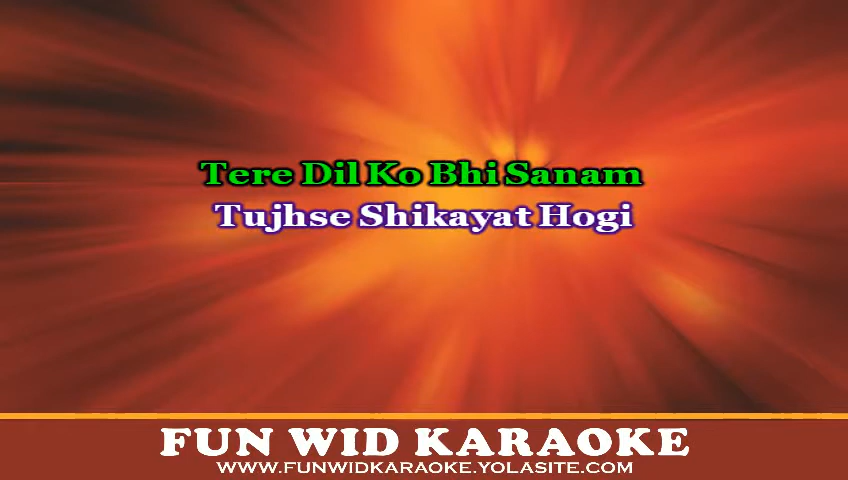 Tere Dil Ko Bhi Sanam
Tujhse Shikayat Hogi
FUN WID KARAOKE
WWW.FUNWIDKARAOKE.YOLASITE.COM